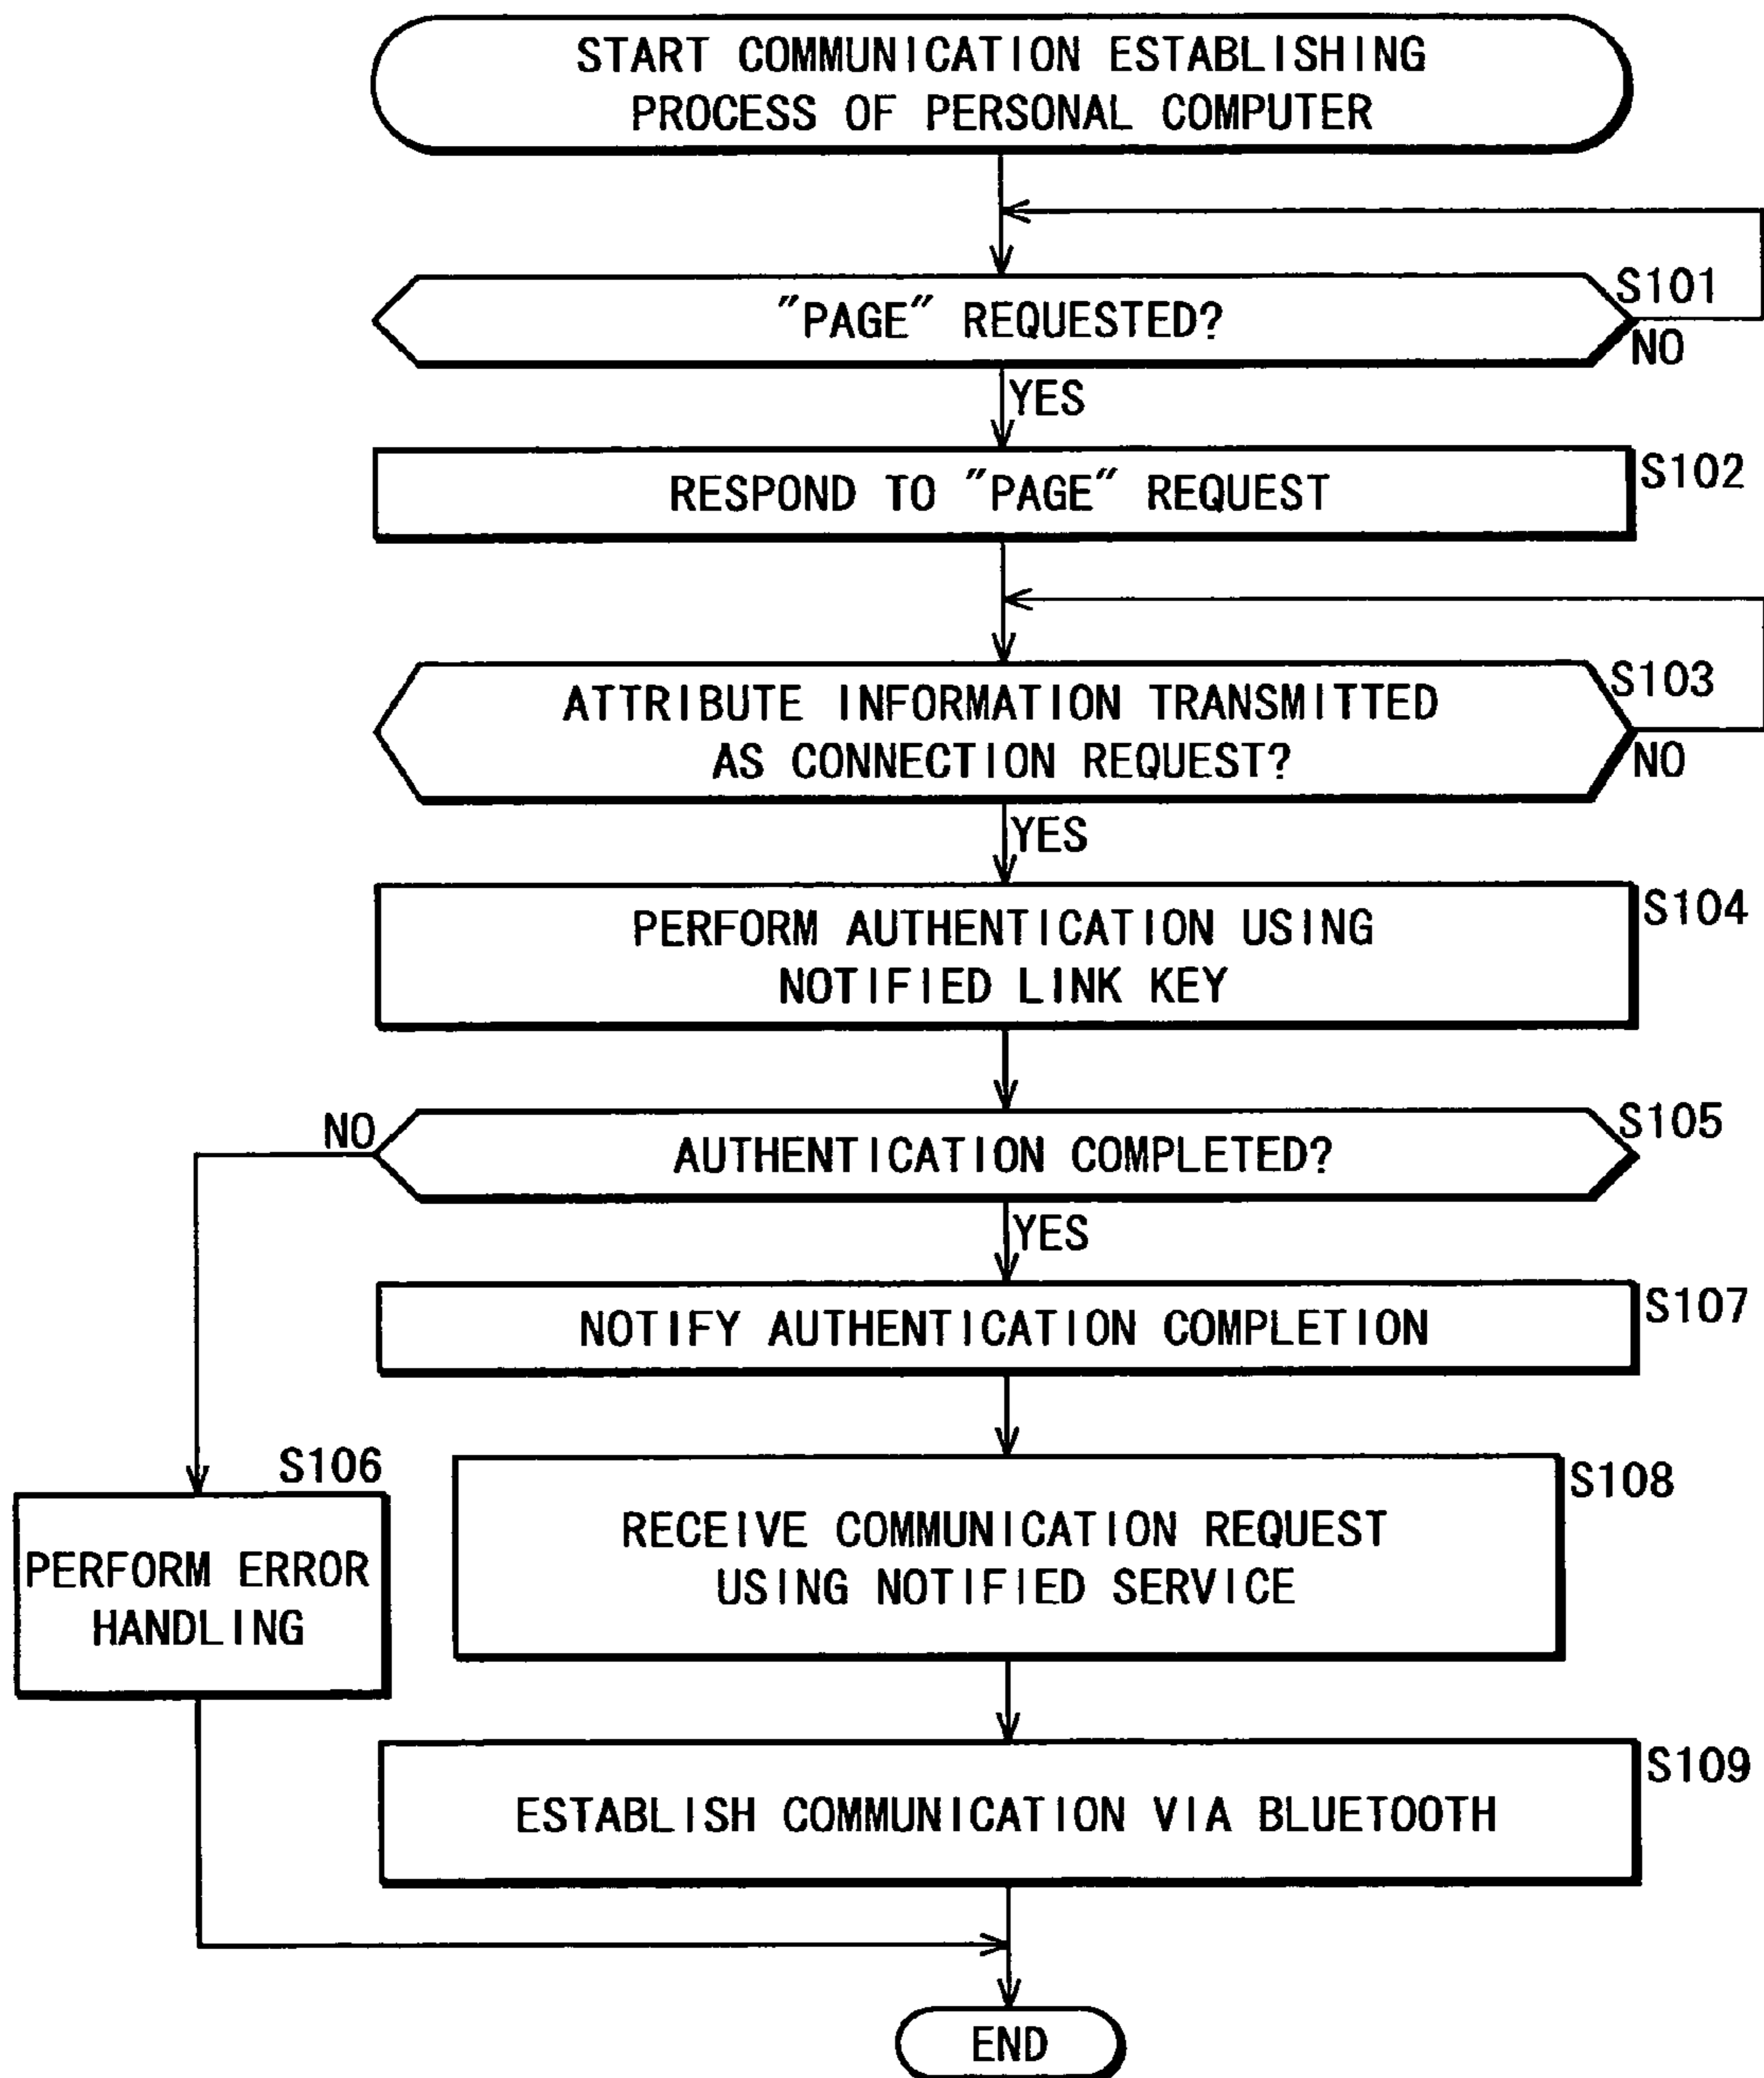 START COMMUNICATION ESTABLISHING
PROCESS OF PERSONAL COMPUTER
"PAGE" REQUESTED?
S101
NO
YES
RESPOND TO "PAGE" REQUEST
S102
ATTRIBUTE INFORMATION TRANSMITTED
AS CONNECTION REQUEST?
S103
NO
YES
PERFORM AUTHENTICATION USING
NOTIFIED LINK KEY
S104
NO
AUTHENTICATION COMPLETED?
S105
YES
NOTIFY AUTHENTICATION COMPLETION
S107
S106
PERFORM ERROR
HANDLING
RECEIVE COMMUNICATION REQUEST
USING NOTIFIED SERVICE
S108
ESTABLISH COMMUNICATION VIA BLUETOOTH
S109
END